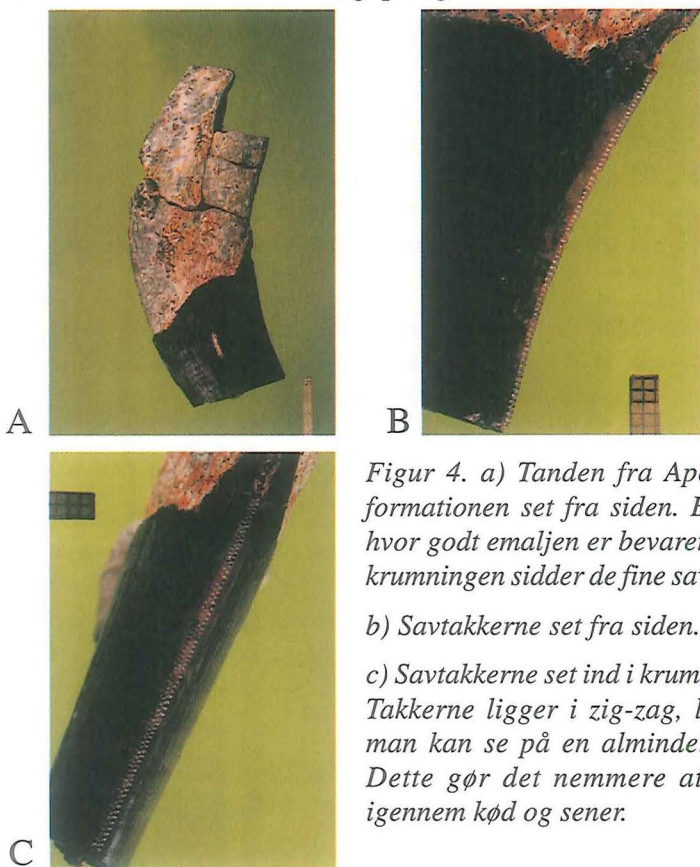 A
B
Figur 4. a) Tanden fra
formationen set fra siden.
hvor godt emaljen er
krumningen sidder de fine
b) Savtakkerne set fra siden.
c) Savtakkerne set ind i
Takkerne ligger i zig-zag,
man kan se på en
Dette gør det nemmere
igennem kød og sener.
C